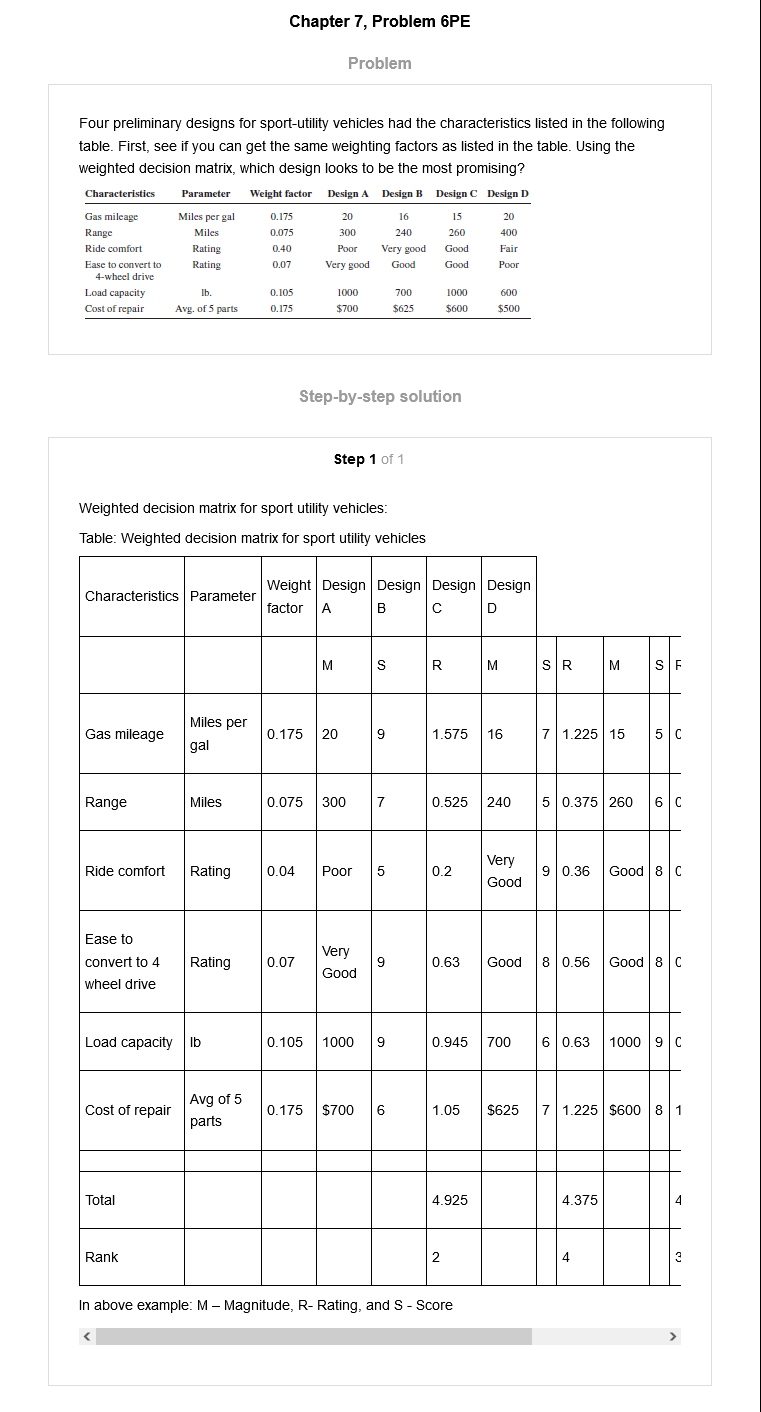 Chapter 7, Problem 6PE
Problem
Four preliminary designs for sport-utility vehicles had the characteristics listed in the following
table. First, see if you can get the same weighting factors as listed in the table. Using the
weighted decision matrix, which design looks to be the most promising?
Characteristics Parameter Weight factor Design A Design B Design C Design D
Gas mileage Miles per gal 0.175 20 16 15 20
Range Miles 0.075 300 240 260 400
Ride comfort Rating 0.40 Poor Very good Good Fair
Ease to convert to Rating 0.07 Very good Good Good Poor
4-wheel drive
Load capacity lb. 0.105 1000 700 1000 600
Cost of repair Avg. of 5 parts 0.175 $700 $625 $600 $500
Step-by-step solution
Step 1 of 1
Weighted decision matrix for sport utility vehicles:
Table: Weighted decision matrix for sport utility vehicles
Characteristics Parameter Weight factor Design A Design B Design C Design D
M S R M S R M S
Gas mileage Miles per gal 0.175 20 9 1.575 16 7 1.225 15 5
Range Miles 0.075 300 7 0.525 240 5 0.375 260 6
Ride comfort Rating 0.04 Poor 5 0.2 Very Good 9 0.36 Good 8
Ease to convert to 4 wheel drive Rating 0.07 Very Good 9 0.63 Good 8 0.56 Good 8
Load capacity lb 0.105 1000 9 0.945 700 6 0.63 1000 9
Cost of repair Avg of 5 parts 0.175 $700 6 1.05 $625 7 1.225 $600 8
Total 4.925 4.375
Rank 2 4 3
In above example: M – Magnitude, R- Rating, and S - Score